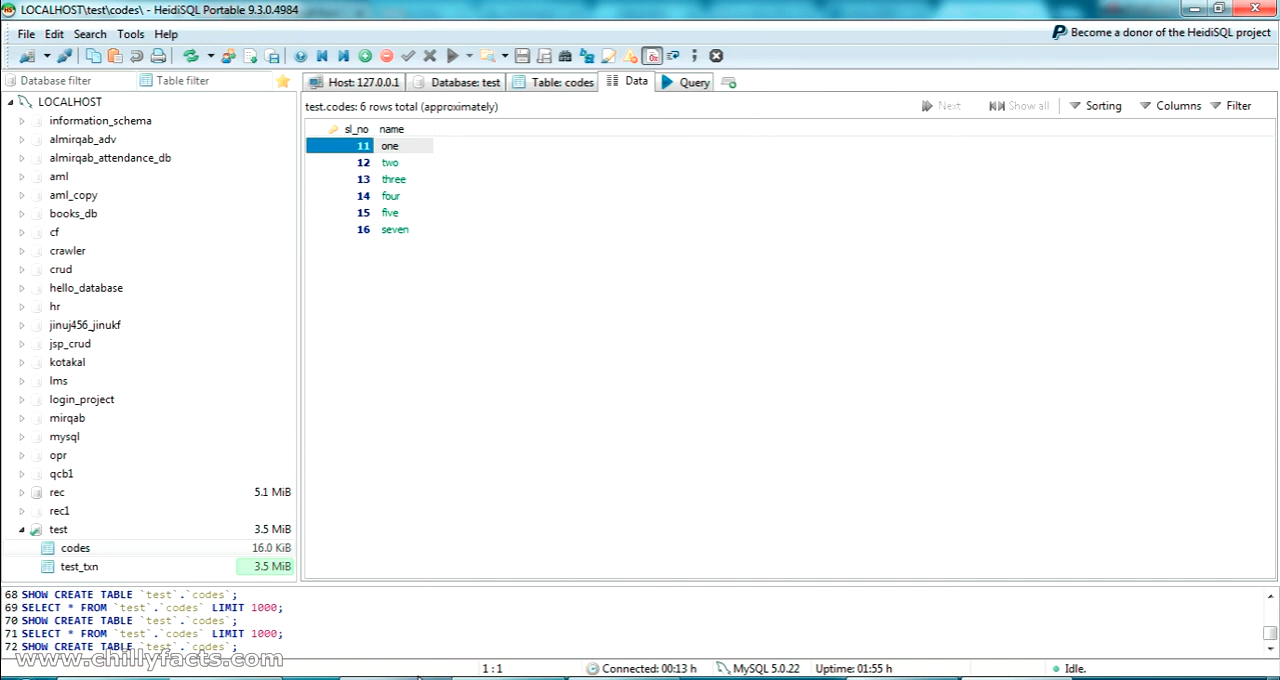 LOCALHOST\test\codes\ - HeidiSQL Portable 9.3.0.4984
File Edit Search Tools Help
Become a donor of the HeidiSQL project
Database filter
Table filter
Host: 127.0.0.1
Database: test
Table: codes
Data
Query
test.codes: 6 rows total (approximately)
Next
Show all
Sorting
Columns
Filter
sl_no name
11 one
12 two
13 three
14 four
15 five
16 seven
LOCALHOST
information_schema
almirqab_adv
almirqab_attendance_db
aml
aml_copy
books_db
cf
crawler
crud
hello_database
hr
jinuj456_jinukf
jsp_crud
kotakal
lms
login_project
mirqab
mysql
opr
qcb1
rec 5.1 MiB
rec1
test 3.5 MiB
codes 16.0 KiB
test_txn 3.5 MiB
68 SHOW CREATE TABLE `test`.`codes`;
69 SELECT * FROM `test`.`codes` LIMIT 1000;
70 SHOW CREATE TABLE `test`.`codes`;
71 SELECT * FROM `test`.`codes` LIMIT 1000;
72 SHOW CREATE TABLE `test`.`codes`;
www.chillyfacts.com
1 : 1
Connected: 00:13 h
MySQL 5.0.22
Uptime: 01:55 h
Idle.